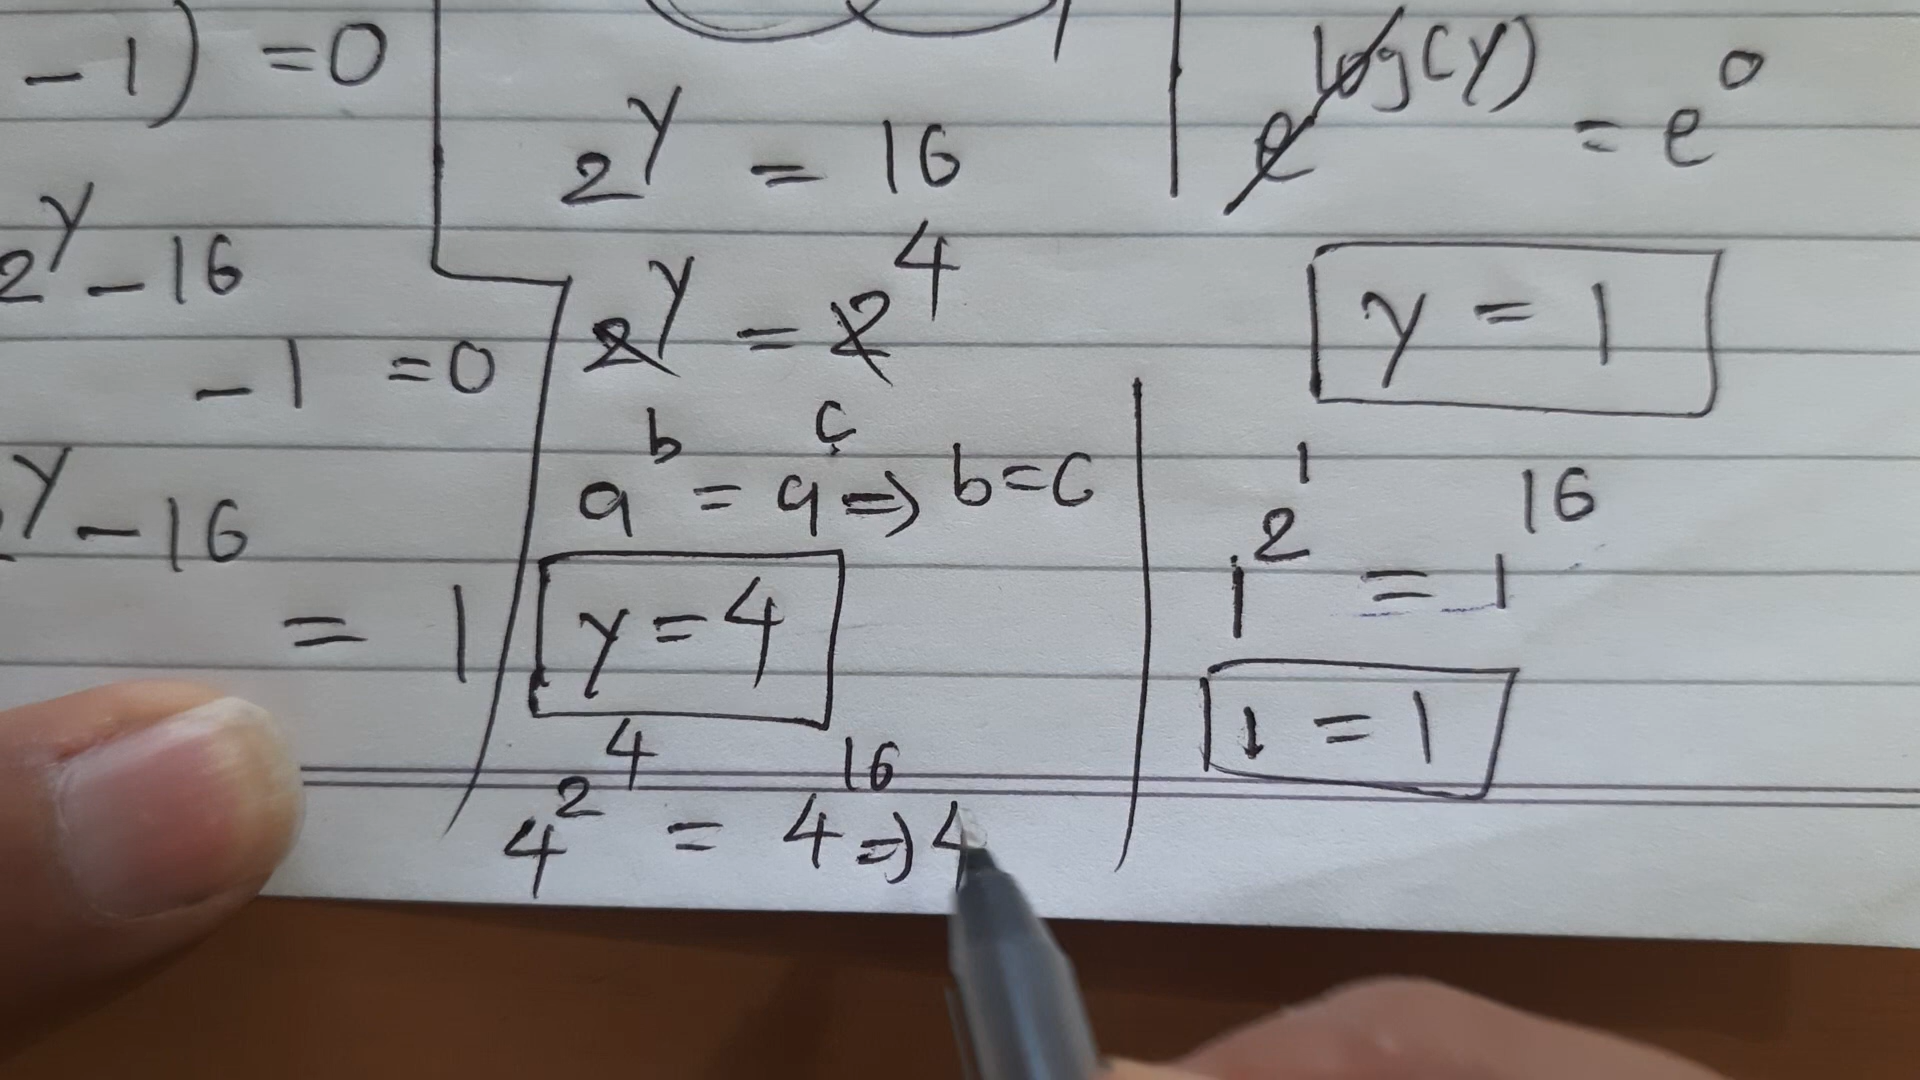 -1) = 0
2^y - 16
-1 = 0
y - 16
= 1
2^y = 16
2^y = 2^4
a^b = a^c => b = c
y = 4
4^2^4 = 4^16 => 4
e^log(y) = e^0
y = 1
1^2^1 = 1^16
1 = 1